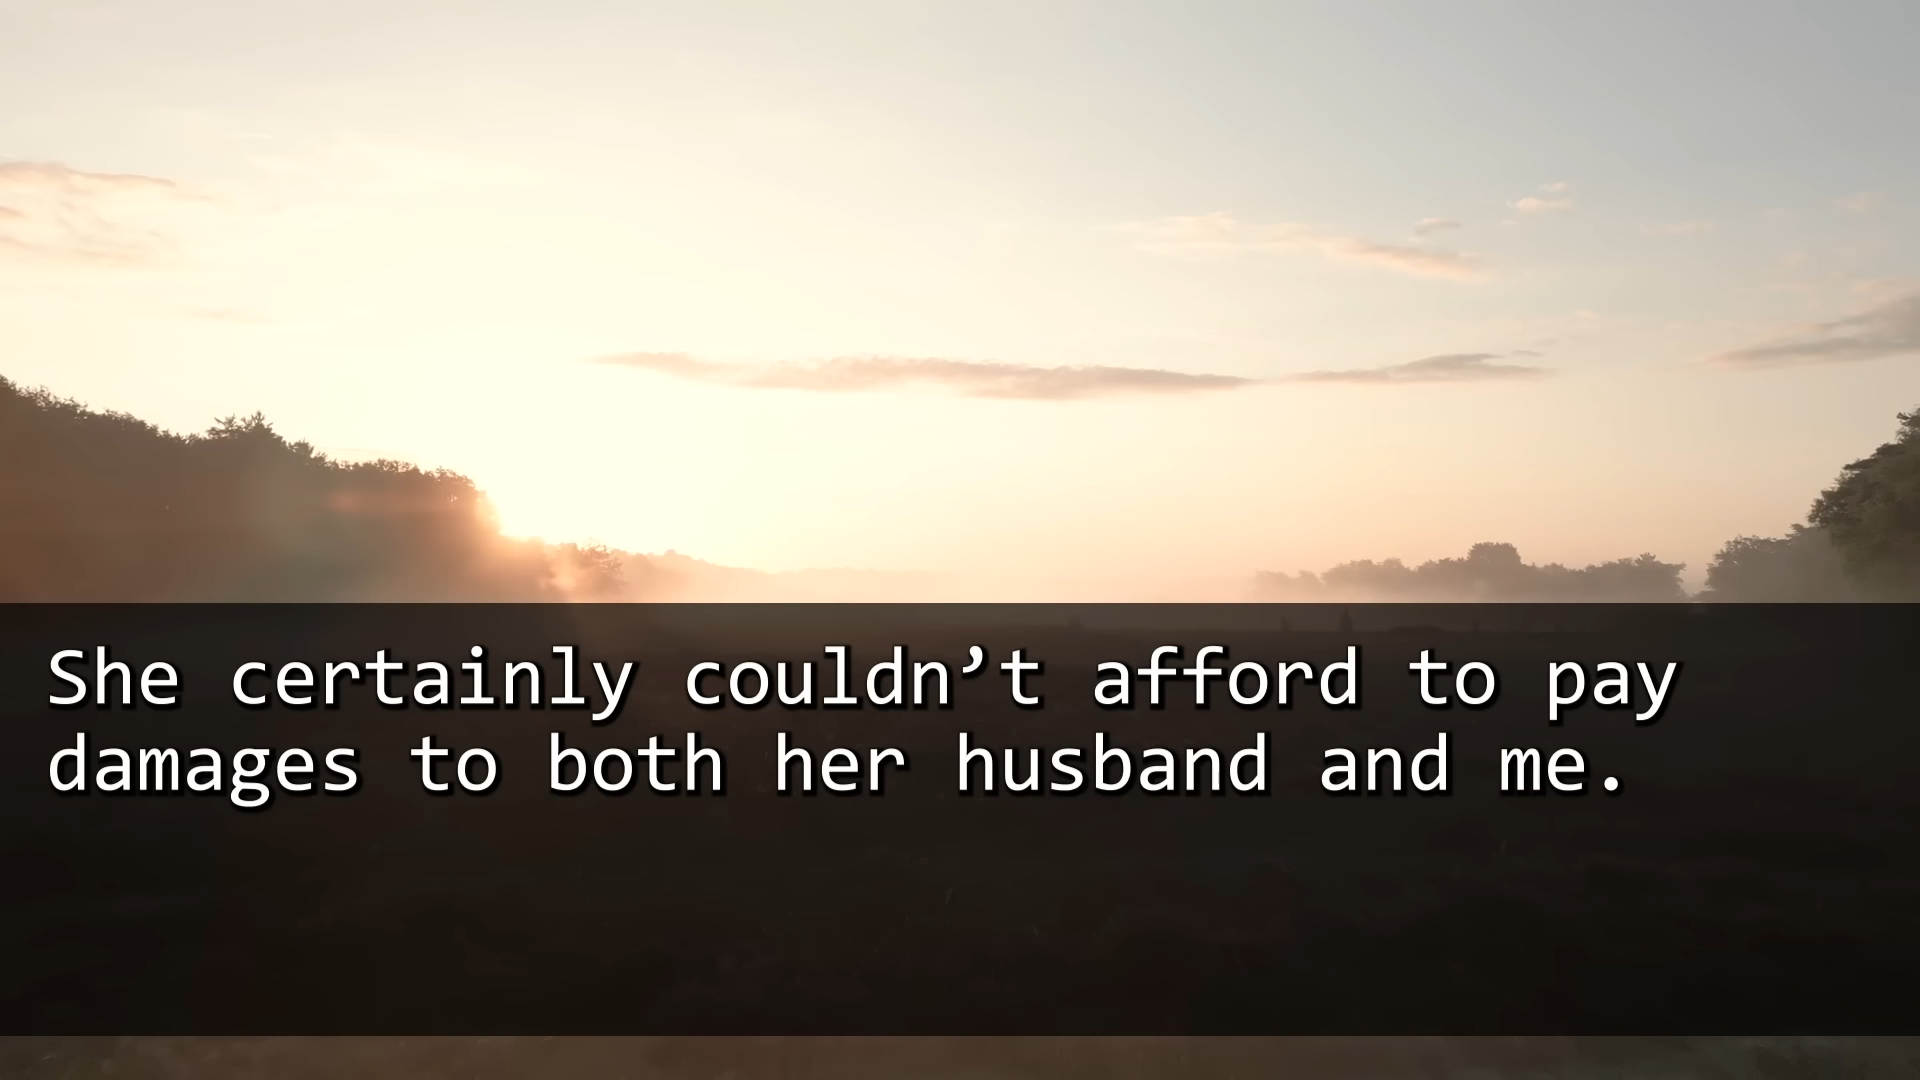 She certainly couldn’t afford to pay
damages to both her husband and me.